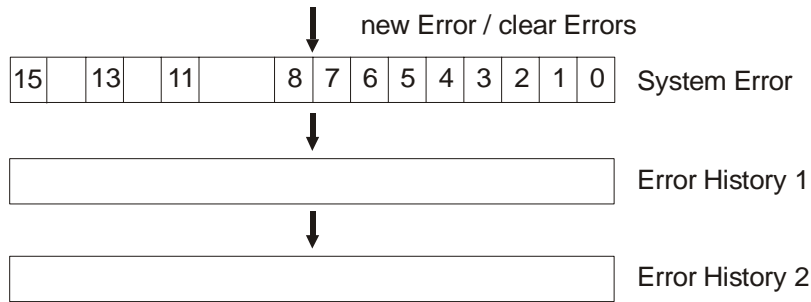 new Error / clear Errors
15 13 11 8 7 6 5 4 3 2 1 0 System Error
Error History 1
Error History 2